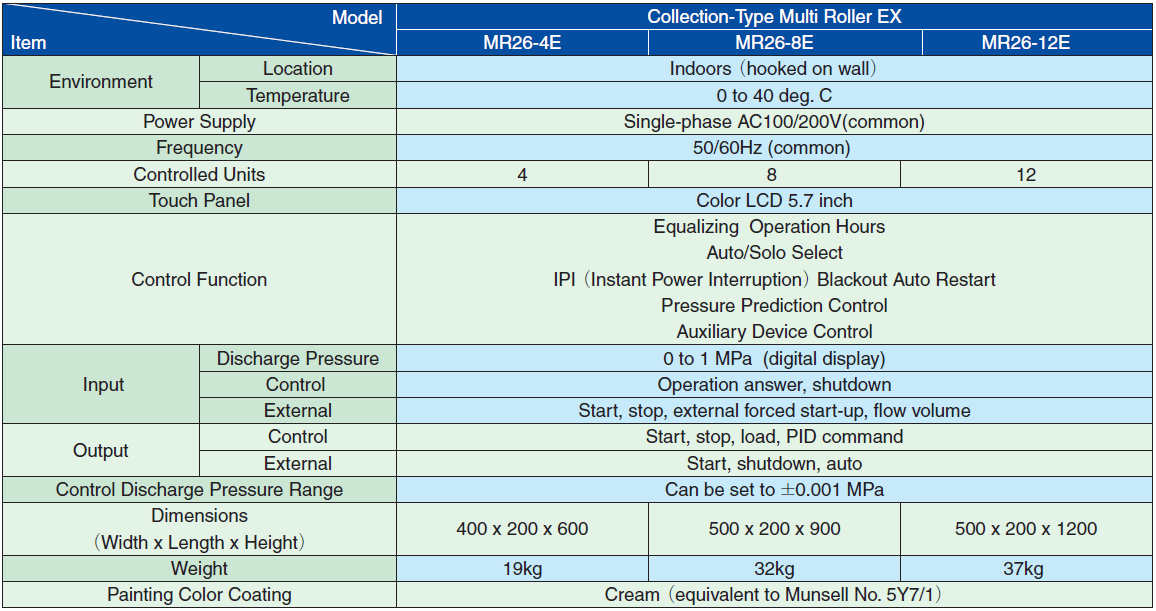 Model
Collection-Type Multi Roller EX
Item
MR26-4E MR26-8E MR26-12E
Environment
Location Indoors (hooked on wall)
Temperature 0 to 40 deg. C
Power Supply Single-phase AC100/200V(common)
Frequency 50/60Hz (common)
Controlled Units 4 8 12
Touch Panel Color LCD 5.7 inch
Control Function
Equalizing Operation Hours
Auto/Solo Select
IPI (Instant Power Interruption) Blackout Auto Restart
Pressure Prediction Control
Auxiliary Device Control
Input
Discharge Pressure 0 to 1 MPa (digital display)
Control Operation answer, shutdown
External Start, stop, external forced start-up, flow volume
Output
Control Start, stop, load, PID command
External Start, shutdown, auto
Control Discharge Pressure Range Can be set to ±0.001 MPa
Dimensions
(Width x Length x Height)
400 x 200 x 600 500 x 200 x 900 500 x 200 x 1200
Weight 19kg 32kg 37kg
Painting Color Coating Cream (equivalent to Munsell No. 5Y7/1)